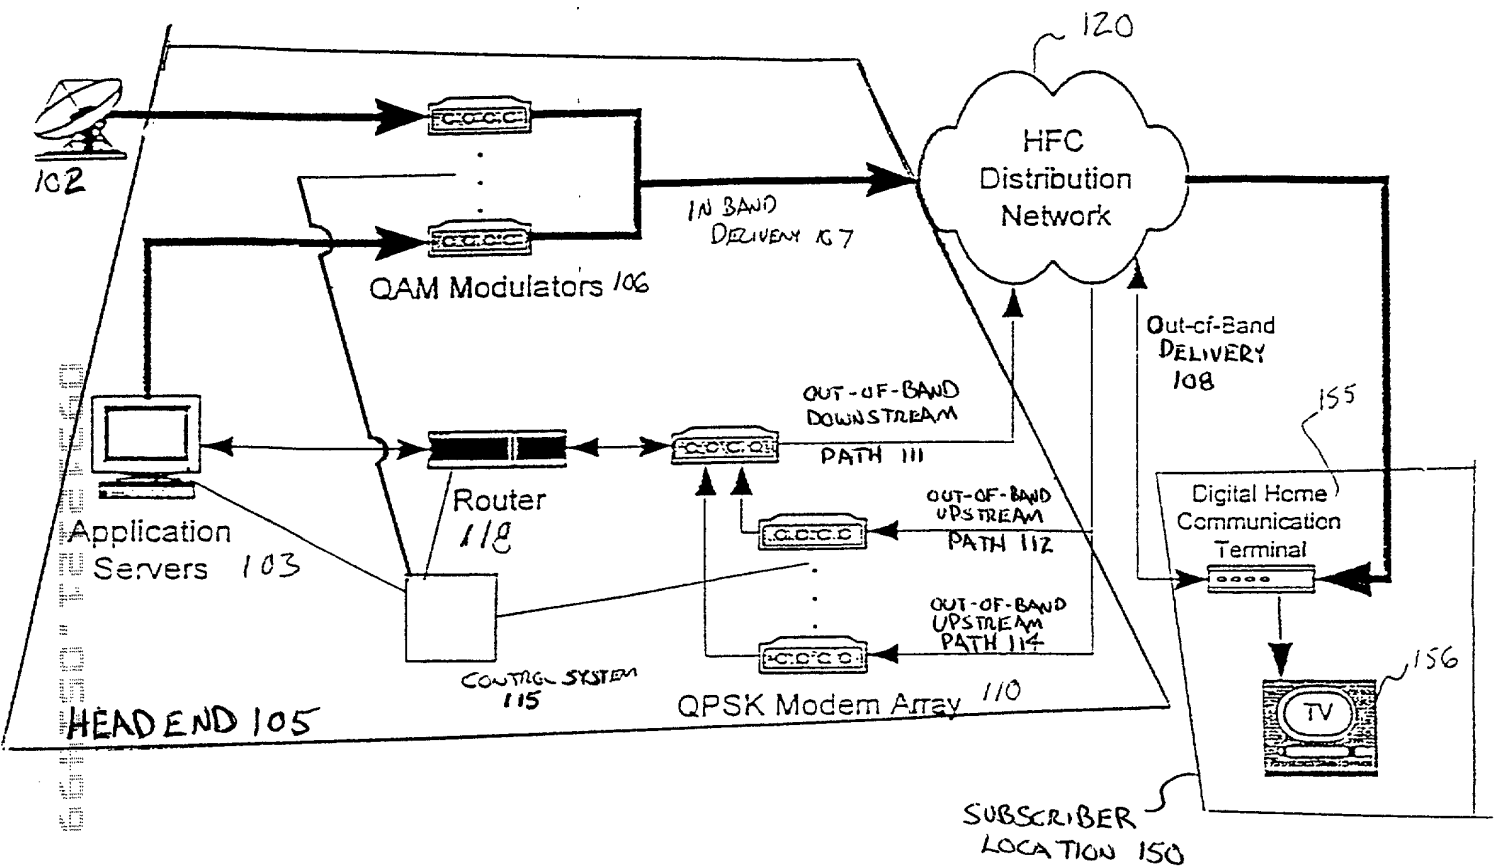 120
HFC
Distribution
Network
102
IN BAND
DELIVERY 107
QAM Modulators 106
Out-of-Band
DELIVERY
108
OUT-OF-BAND
DOWNSTREAM
PATH 111
155
Router
118
Application
Servers 103
OUT-OF-BAND
UPSTREAM
PATH 112
Digital Home
Communication
Terminal
OUT-OF-BAND
UPSTREAM
PATH 114
CONTROL SYSTEM
115
QPSK Modem Array 110
156
TV
HEAD END 105
SUBSCRIBER
LOCATION 150